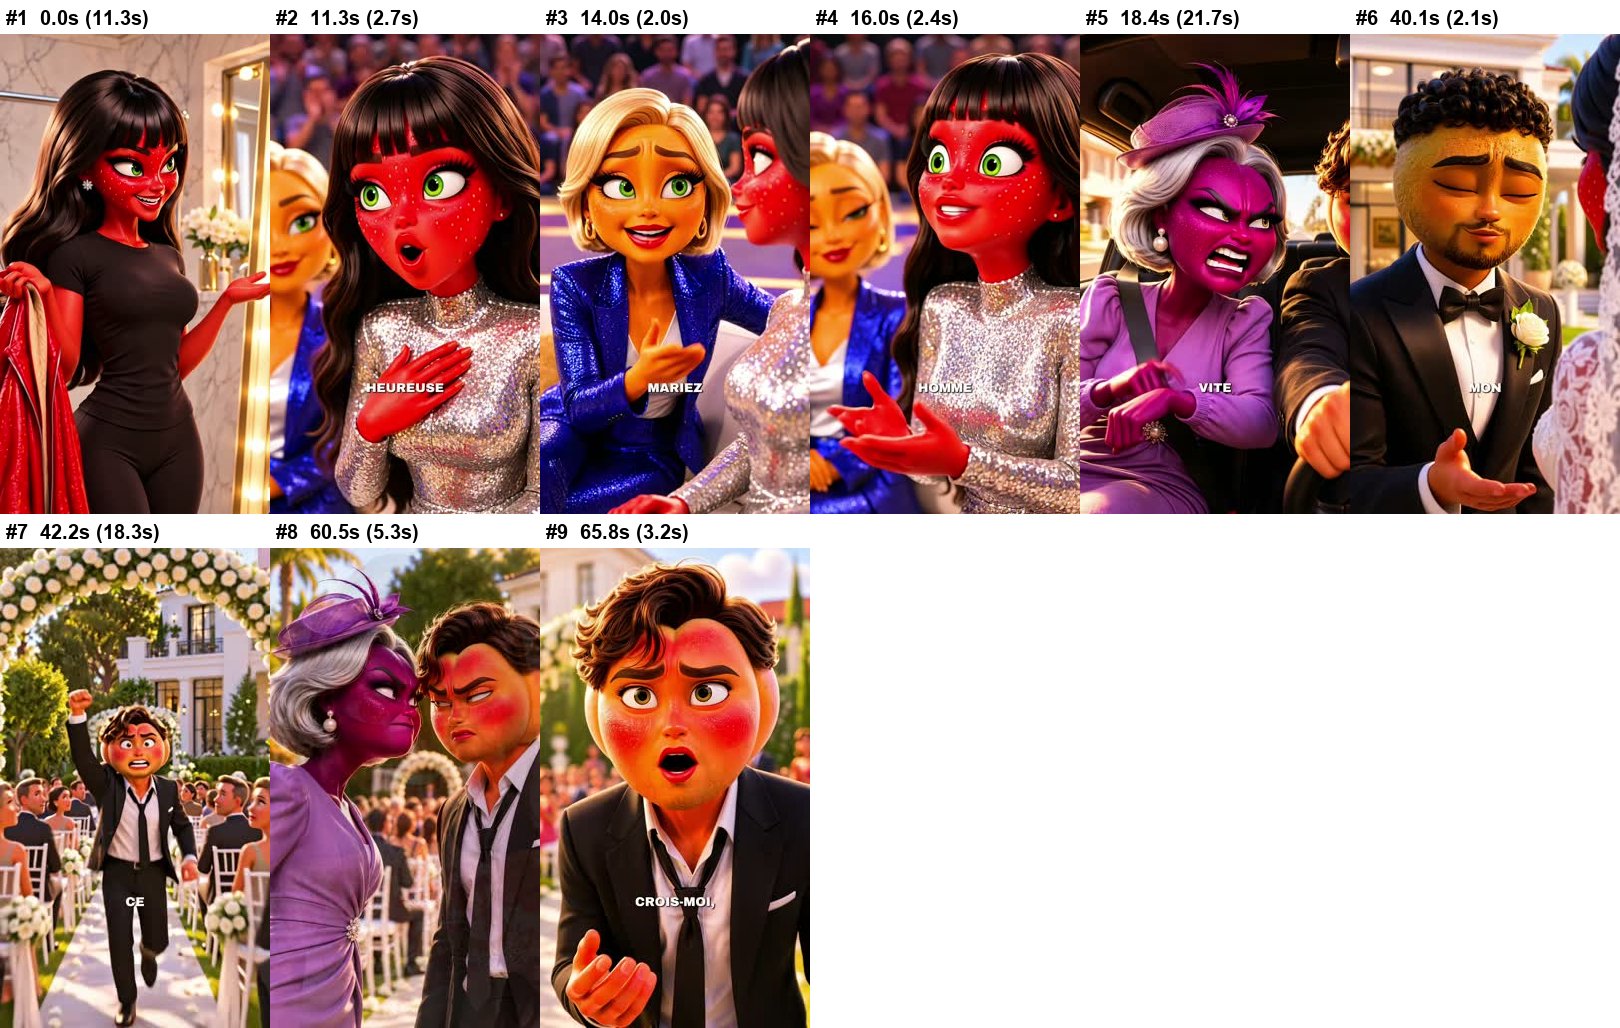 #1 0.0s (11.3s)
#2 11.3s (2.7s)
#3 14.0s (2.0s)
#4 16.0s (2.4s)
#5 18.4s (21.7s)
#6 40.1s (2.1s)
HEUREUSE
MARIEZ
HOMME
VITE
MON
#7 42.2s (18.3s)
#8 60.5s (5.3s)
#9 65.8s (3.2s)
CE
CROIS-MOI,